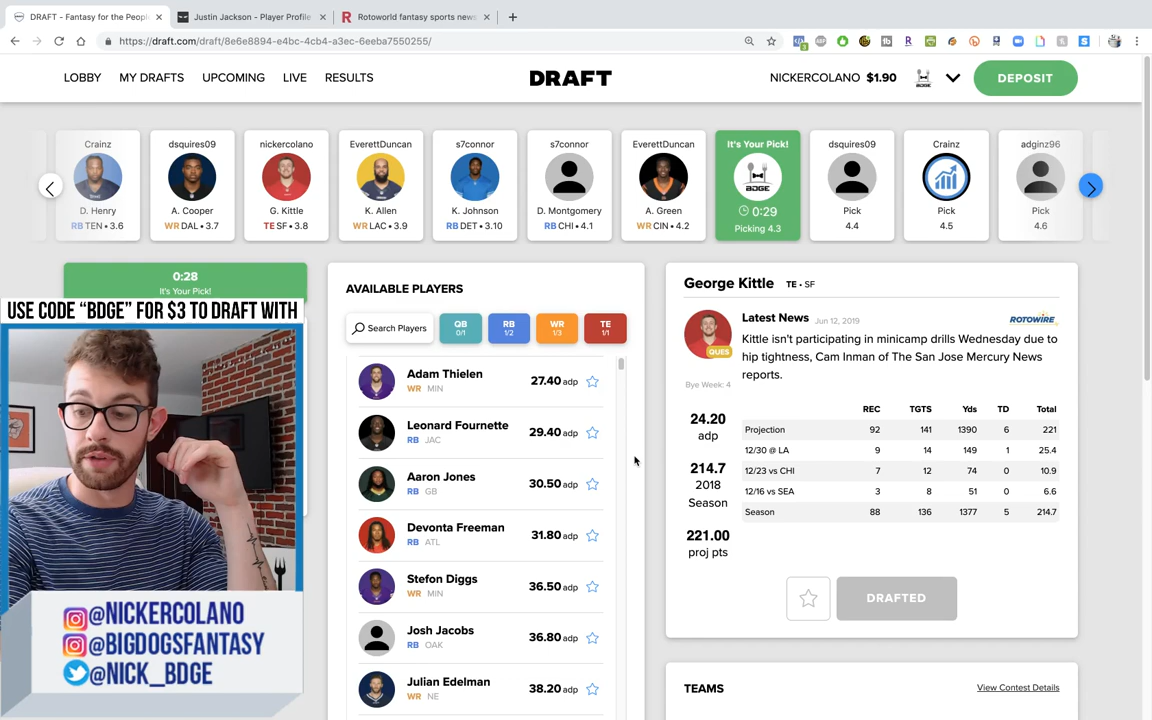 DRAFT - Fantasy for the People
Justin Jackson - Player Profile
Rotoworld fantasy sports news
https://draft.com/draft/8e6e8894-e4bc-4cb4-a3ec-6eeba7550255/
LOBBY MY DRAFTS UPCOMING LIVE RESULTS
DRAFT
NICKERCOLANO $1.90
BDGE
DEPOSIT
Crainz
D. Henry
RB TEN • 3.6
dsquires09
A. Cooper
WR DAL • 3.7
nickercolano
G. Kittle
TE SF • 3.8
EverettDuncan
K. Allen
WR LAC • 3.9
s7connor
K. Johnson
RB DET • 3.10
s7connor
D. Montgomery
RB CHI • 4.1
EverettDuncan
A. Green
WR CIN • 4.2
It's Your Pick!
BDGE
0:29
Picking 4.3
dsquires09
Pick
4.4
Crainz
Pick
4.5
adginz96
Pick
4.6
0:28
It's Your Pick!
USE CODE "BDGE" FOR $3 TO DRAFT WITH
@NICKERCOLANO
@BIGDOGSFANTASY
@NICK_BDGE
AVAILABLE PLAYERS
Search Players
QB
0/1
RB
1/2
WR
1/3
TE
1/1
Adam Thielen
WR MIN
27.40 adp
Leonard Fournette
RB JAC
29.40 adp
Aaron Jones
RB GB
30.50 adp
Devonta Freeman
RB ATL
31.80 adp
Stefon Diggs
WR MIN
36.50 adp
Josh Jacobs
RB OAK
36.80 adp
Julian Edelman
WR NE
38.20 adp
George Kittle TE • SF
QUES
Bye Week: 4
Latest News Jun 12, 2019
ROTOWIRE
Kittle isn't participating in minicamp drills Wednesday due to
hip tightness, Cam Inman of The San Jose Mercury News
reports.
24.20
adp
214.7
2018
Season
221.00
proj pts
REC TGTS Yds TD Total
Projection 92 141 1390 6 221
12/30 @ LA 9 14 149 1 25.4
12/23 vs CHI 7 12 74 0 10.9
12/16 vs SEA 3 8 51 0 6.6
Season 88 136 1377 5 214.7
DRAFTED
TEAMS
View Contest Details